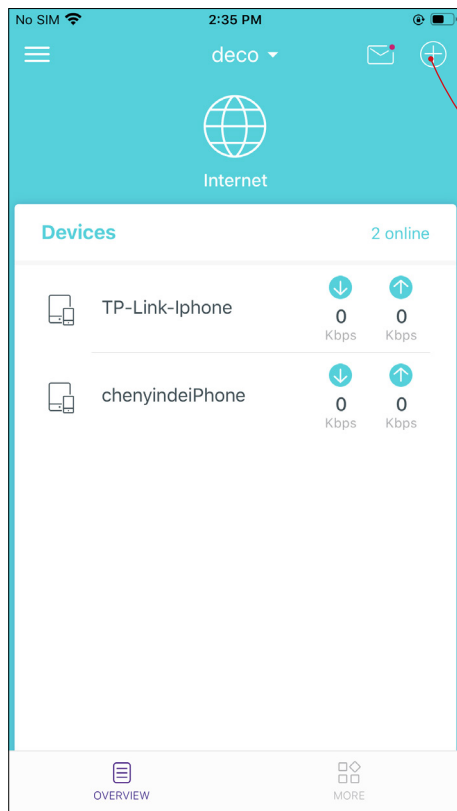 No SIM 2:35 PM
deco
Internet
Devices 2 online
TP-Link-Iphone 0 0
Kbps Kbps
chenyindeiPhone 0 0
Kbps Kbps
OVERVIEW MORE